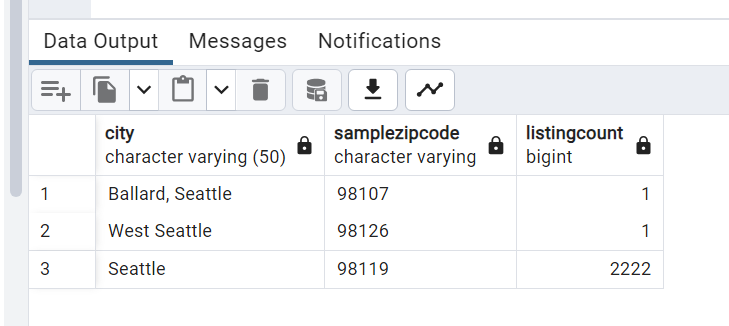 Data Output Messages Notifications
city samplezipcode listingcount
character varying (50) character varying bigint
1 Ballard, Seattle 98107 1
2 West Seattle 98126 1
3 Seattle 98119 2222